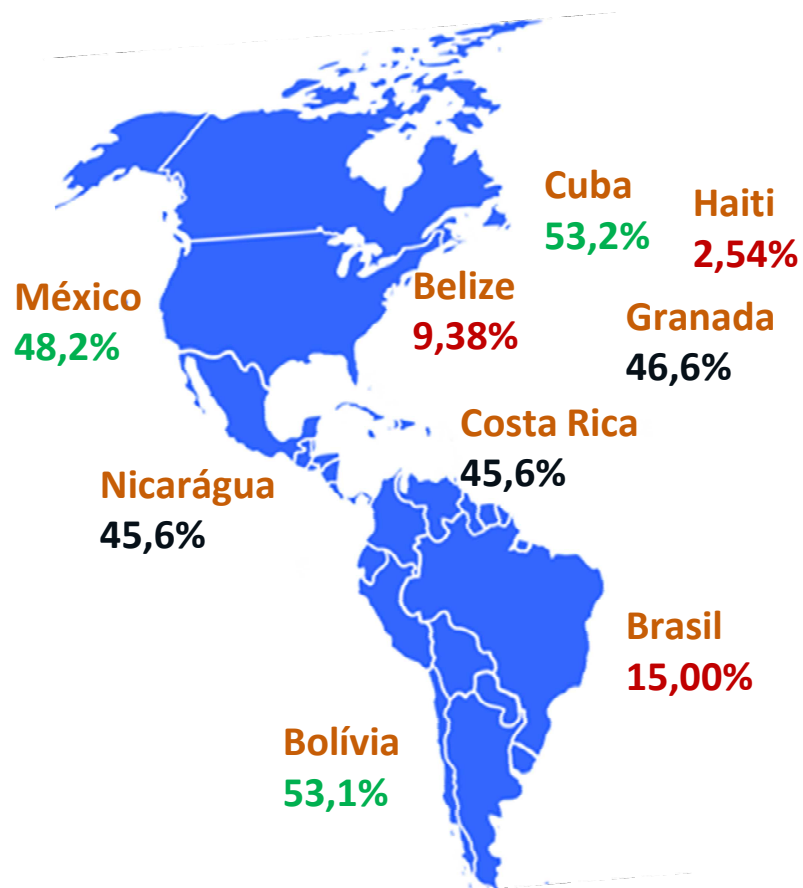 Cuba
53,2%
Haiti
2,54%
México
48,2%
Belize
9,38%
Granada
46,6%
Costa Rica
45,6%
Nicarágua
45,6%
Brasil
15,00%
Bolívia
53,1%